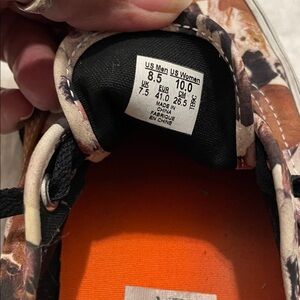 US Men US Women
8.5 10.0
UK EUR CM
7.5 41.0 26.5
MADE IN
CHINA
FABRIQUE
EN CHINE